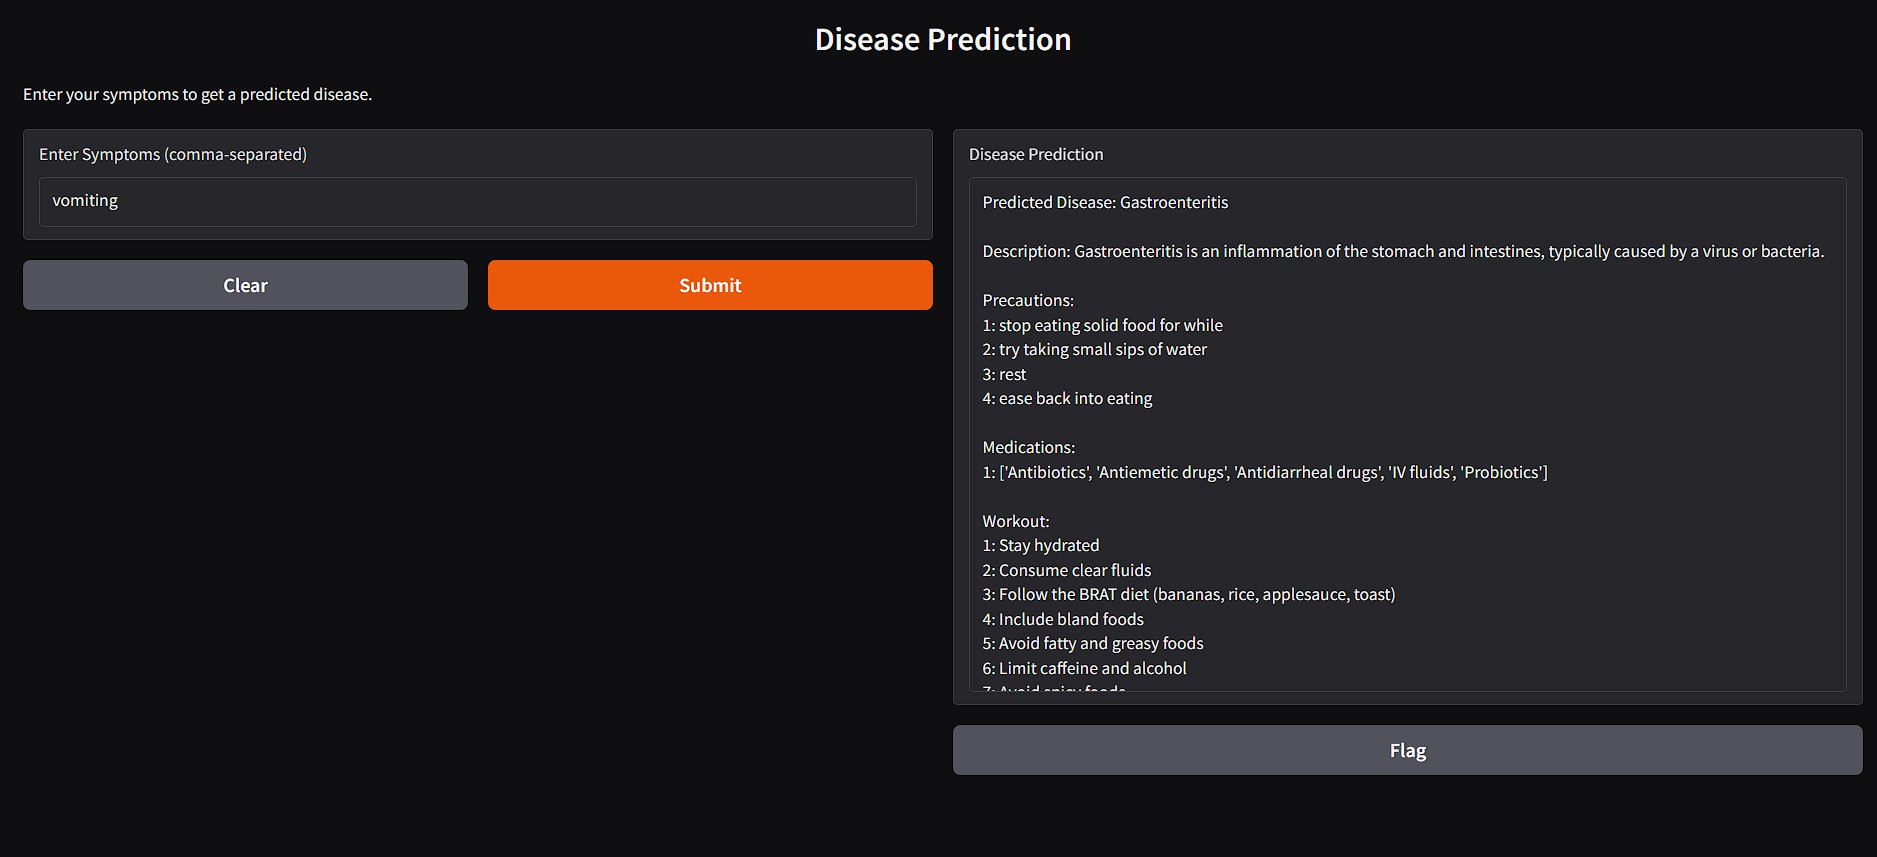 Disease Prediction
Enter your symptoms to get a predicted disease.
Enter Symptoms (comma-separated)
vomiting
Clear
Submit
Disease Prediction
Predicted Disease: Gastroenteritis
Description: Gastroenteritis is an inflammation of the stomach and intestines, typically caused by a virus or bacteria.
Precautions:
1: stop eating solid food for while
2: try taking small sips of water
3: rest
4: ease back into eating
Medications:
1: ['Antibiotics', 'Antiemetic drugs', 'Antidiarrheal drugs', 'IV fluids', 'Probiotics']
Workout:
1: Stay hydrated
2: Consume clear fluids
3: Follow the BRAT diet (bananas, rice, applesauce, toast)
4: Include bland foods
5: Avoid fatty and greasy foods
6: Limit caffeine and alcohol
7: Avoid spicy foods
Flag